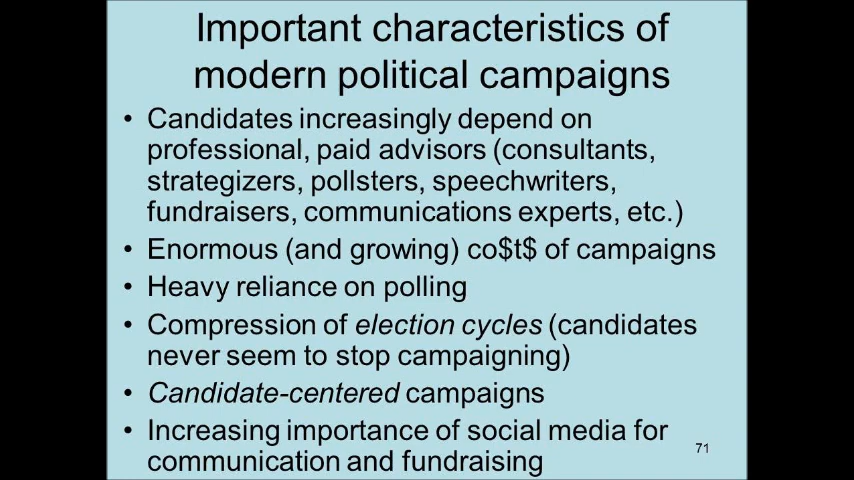 Important characteristics of
modern political campaigns
• Candidates increasingly depend on
professional, paid advisors (consultants,
strategizers, pollsters, speechwriters,
fundraisers, communications experts, etc.)
• Enormous (and growing) co$t$ of campaigns
• Heavy reliance on polling
• Compression of election cycles (candidates
never seem to stop campaigning)
• Candidate-centered campaigns
• Increasing importance of social media for
communication and fundraising
71